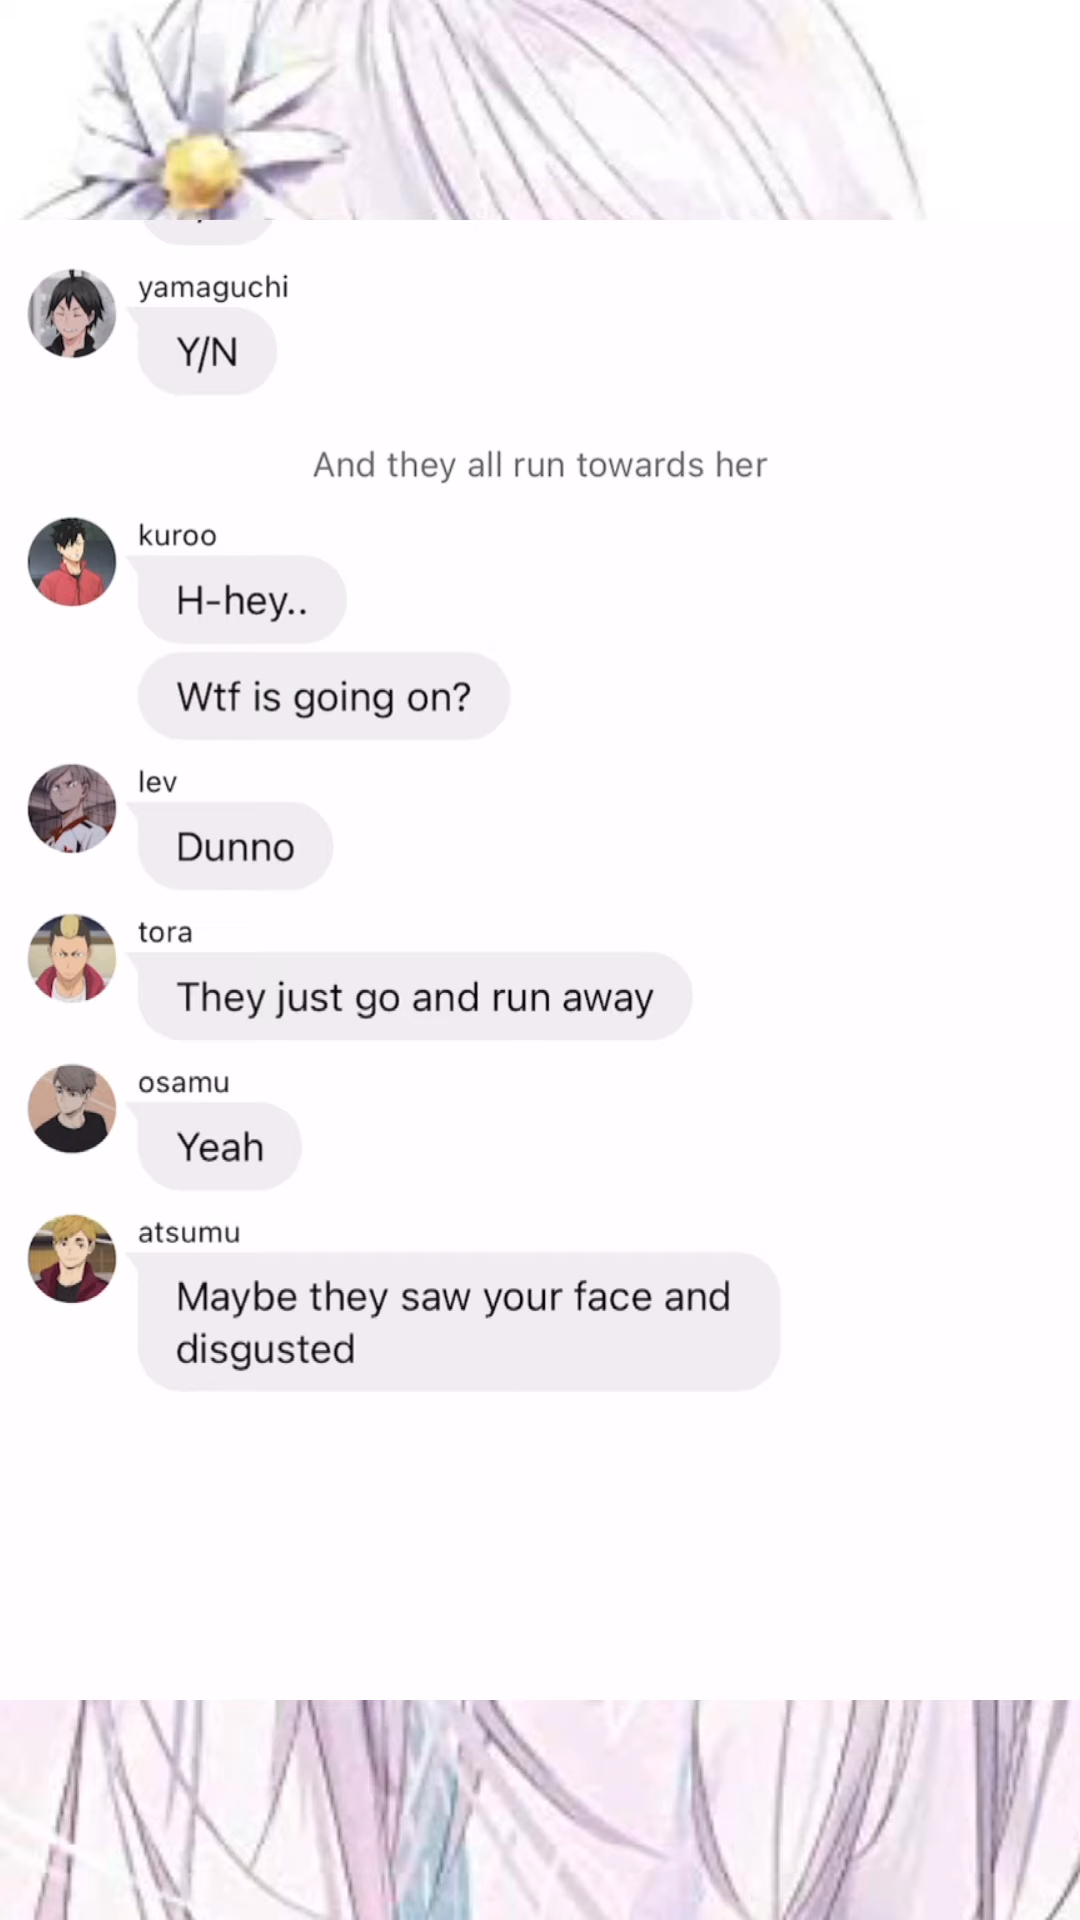 yamaguchi
Y/N
And they all run towards her
kuroo
H-hey..
Wtf is going on?
lev
Dunno
tora
They just go and run away
osamu
Yeah
atsumu
Maybe they saw your face and
disgusted